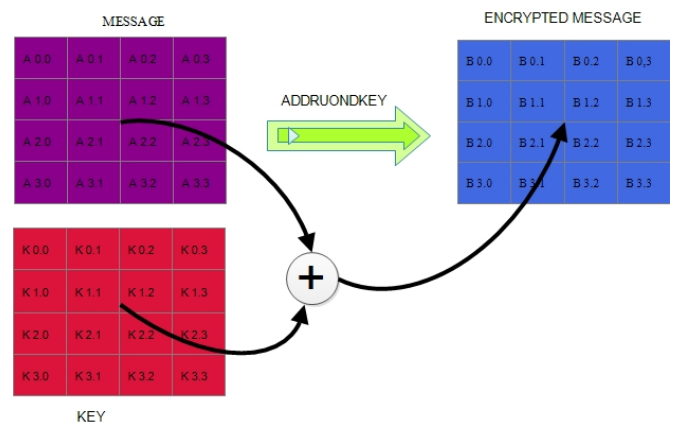 MESSAGE
ENCRYPTED MESSAGE
A 0.0 A 0.1 A 0.2 A 0.3
A 1.0 A 1.1 A 1.2 A 1.3
A 2.0 A 2.1 A 2.2 A 2.3
A 3.0 A 3.1 A 3.2 A 3.3
ADDRUONDKEY
B 0.0 B 0.1 B 0.2 B 0,3
B 1.0 B 1.1 B 1.2 B 1.3
B 2.0 B 2.1 B 2.2 B 2.3
B 3.0 B 3.1 B 3.2 B 3.3
K 0.0 K 0.1 K 0.2 K 0.3
K 1.0 K 1.1 K 1.2 K 1.3
K 2.0 K 2.1 K 2.2 K 2.3
K 3.0 K 3.1 K 3.2 K 3.3
+
KEY